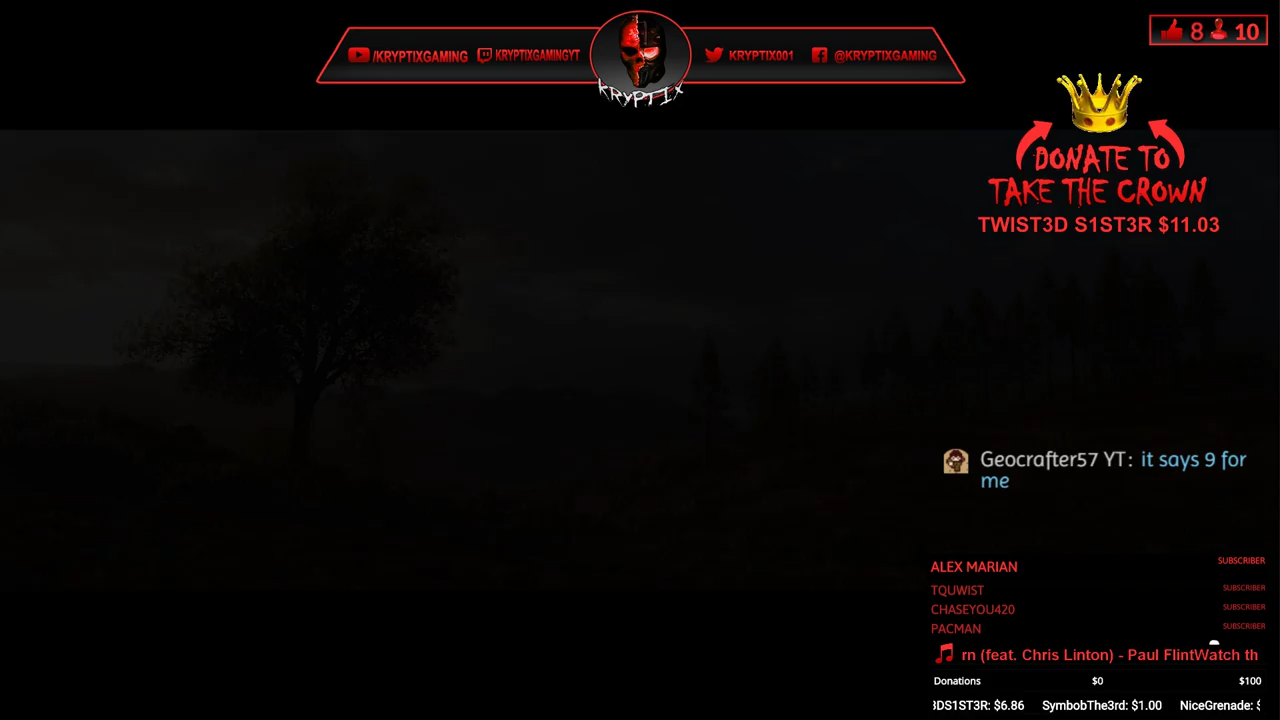 /KRYPTIXGAMING KRYPTIXGAMINGYT KRYPTIX KRYPTIX001 @KRYPTIXGAMING
8 10
DONATE TO
TAKE THE CROWN
TWIST3D S1ST3R $11.03
Geocrafter57 YT: it says 9 for
me
ALEX MARIAN SUBSCRIBER
TQUWIST SUBSCRIBER
CHASEYOU420 SUBSCRIBER
PACMAN SUBSCRIBER
rn (feat. Chris Linton) - Paul FlintWatch th
Donations $0 $100
3DS1ST3R: $6.86 SymbobThe3rd: $1.00 NiceGrenade: $